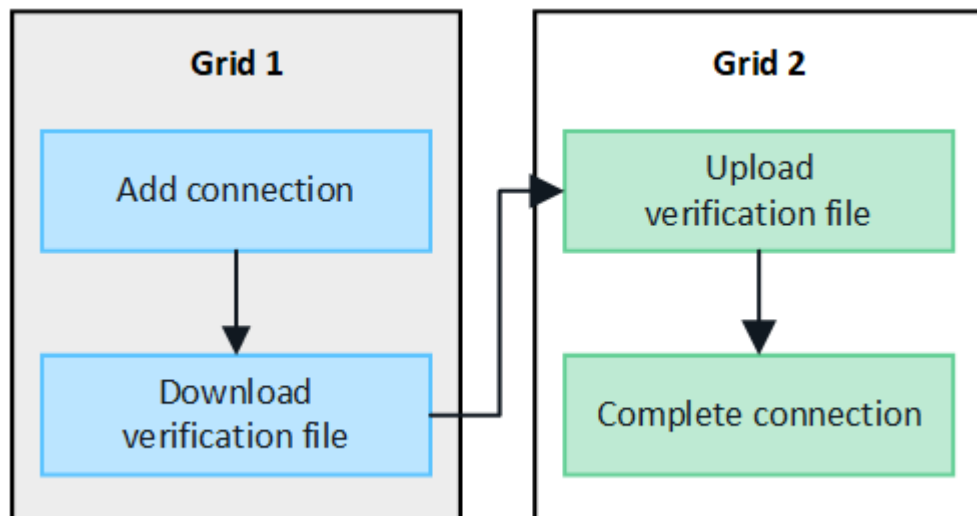 Grid 1
Add connection
Download
verification file
Grid 2
Upload
verification file
Complete connection